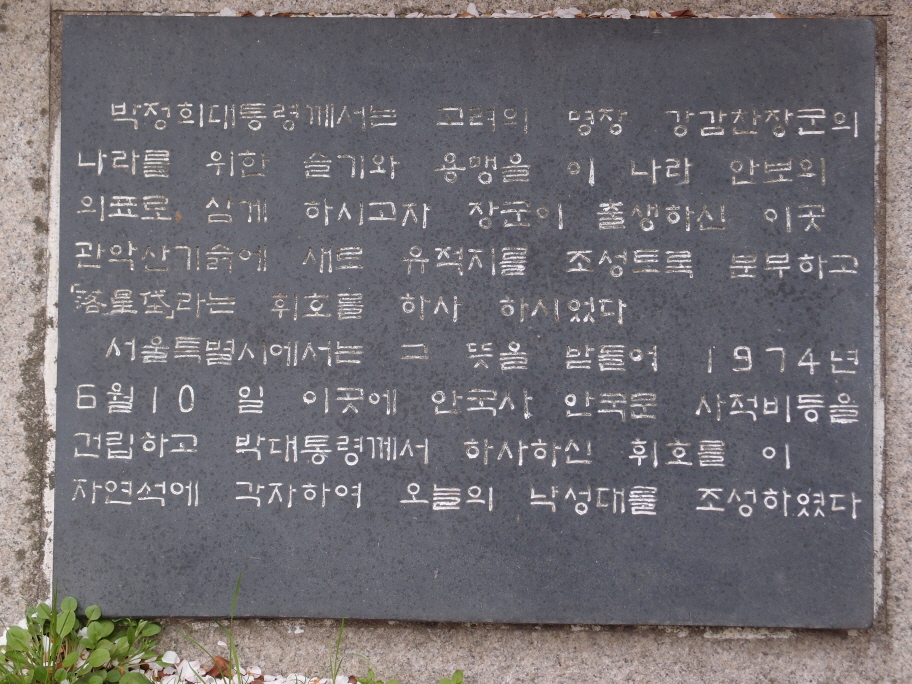 박정희대통령께서는 고려의 명장 강감찬장군의
나라를 위한 슬기와 용맹을 이 나라 안보의
의표로 삼게 하시고자 장군이 출생하신 이곳
관악산기슭에 새로 유적지를 조성토록 분부하고
「落星垈」라는 휘호를 하사 하시었다
서울특별시에서는 그 뜻을 받들어 1974년
6월10일 이곳에 안국사 안국문 사적비등을
건립하고 박대통령께서 하사하신 휘호를 이
자연석에 각자하여 오늘의 낙성대를 조성하였다